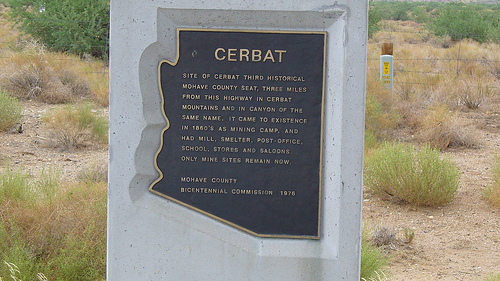 CERBAT
SITE OF CERBAT THIRD HISTORICAL
MOHAVE COUNTY SEAT, THREE MILES
FROM THIS HIGHWAY IN CERBAT
MOUNTAINS AND IN CANYON OF THE
SAME NAME. IT CAME TO EXISTENCE
IN 1860'S AS MINING CAMP, AND
HAD MILL, SMELTER, POST-OFFICE,
SCHOOL, STORES AND SALOONS.
ONLY MINE SITES REMAIN NOW.
MOHAVE COUNTY
BICENTENNIAL COMMISSION 1976